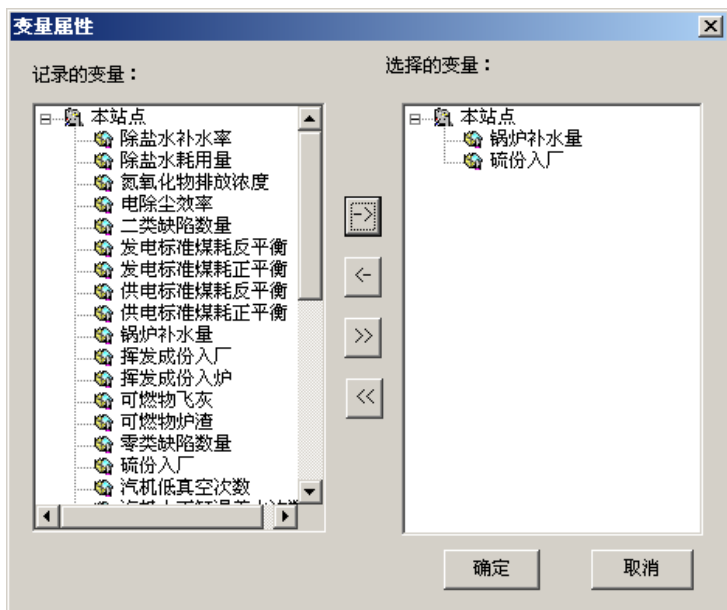 变量属性
记录的变量：
选择的变量：
本站点
除盐水补水率
除盐水耗用量
氮氧化物排放浓度
电除尘效率
二类缺陷数量
发电标准煤耗反平衡
发电标准煤耗正平衡
供电标准煤耗反平衡
供电标准煤耗正平衡
锅炉补水量
挥发成份入厂
挥发成份入炉
可燃物飞灰
可燃物炉渣
零类缺陷数量
硫份入厂
汽机低真空次数
->
<-
>>
<<
本站点
锅炉补水量
硫份入厂
确定
取消